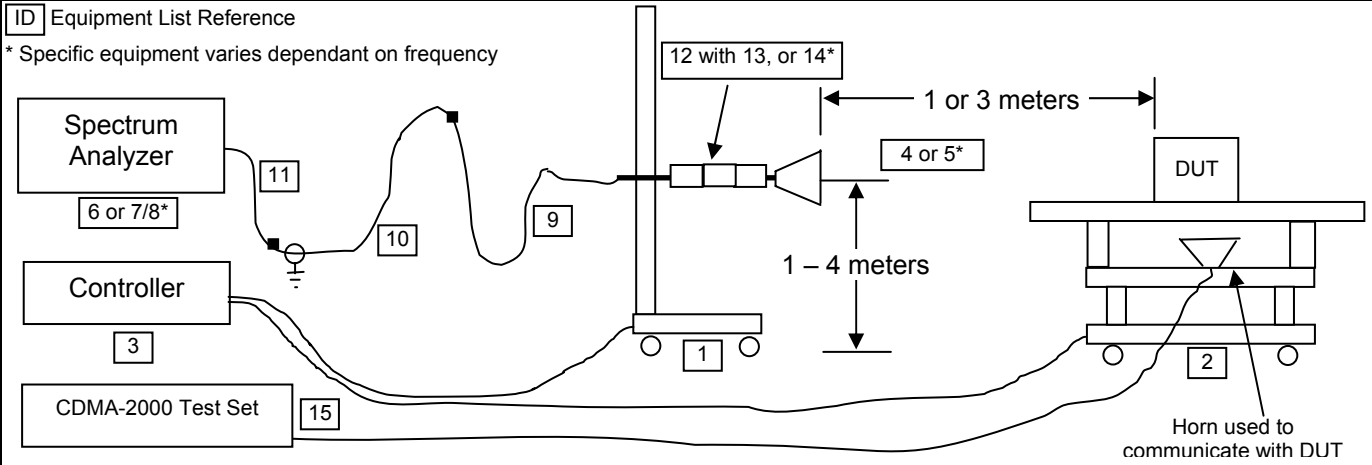 ID Equipment List Reference
* Specific equipment varies dependant on frequency
12 with 13, or 14*
1 or 3 meters
Spectrum
Analyzer
4 or 5*
DUT
11
6 or 7/8*
10
9
1 – 4 meters
Controller
3
1
2
CDMA-2000 Test Set
15
Horn used to
communicate with DUT